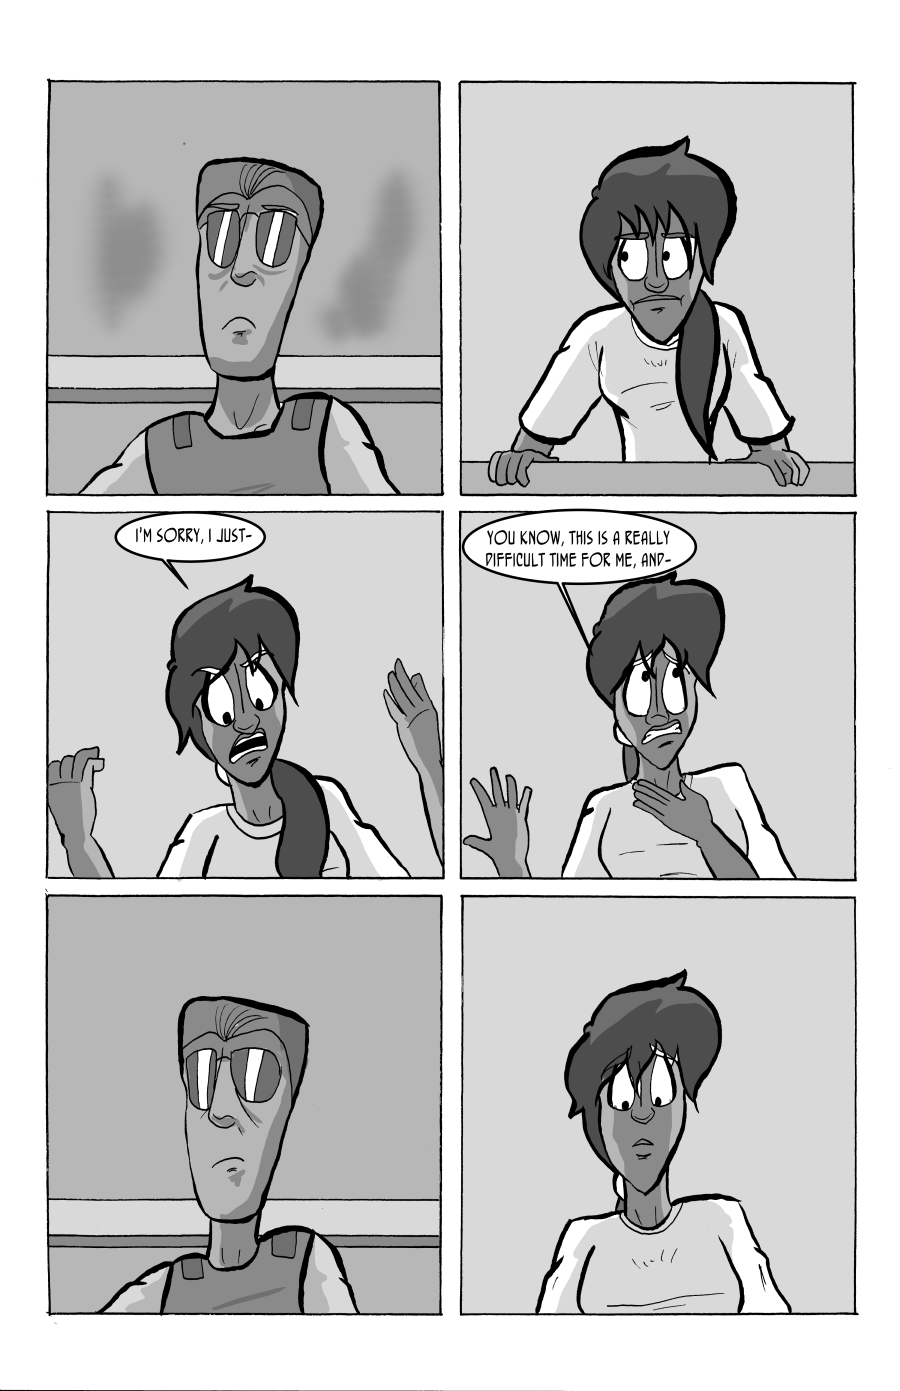 I'M SORRY, I JUST-
YOU KNOW, THIS IS A REALLY
DIFFICULT TIME FOR ME, AND-